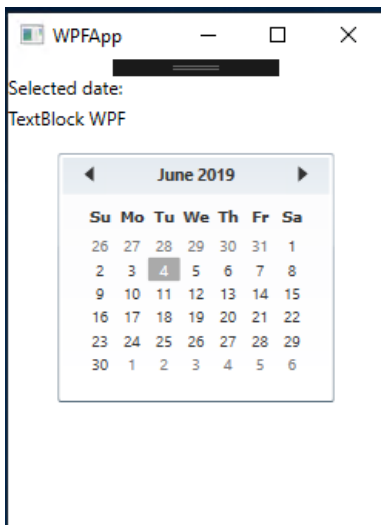 WPFApp
Selected date:
TextBlock WPF
June 2019
Su Mo Tu We Th Fr Sa
26 27 28 29 30 31 1
2 3 4 5 6 7 8
9 10 11 12 13 14 15
16 17 18 19 20 21 22
23 24 25 26 27 28 29
30 1 2 3 4 5 6